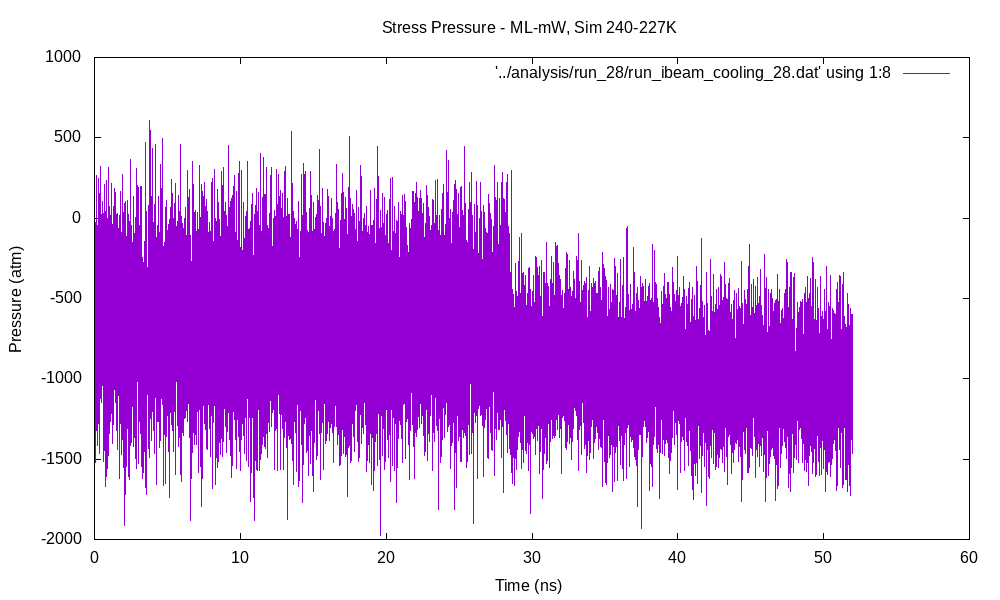 Stress Pressure - ML-mW, Sim 240-227K
'../analysis/run_28/run_ibeam_cooling_28.dat' using 1:8
1000
500
0
-500
-1000
-1500
-2000
Pressure (atm)
0 10 20 30 40 50 60
Time (ns)